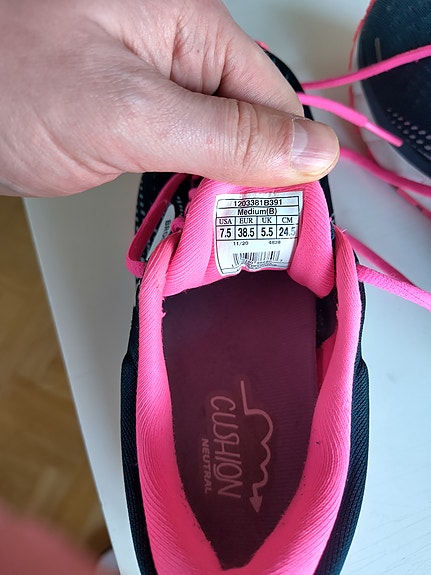 1203381B391
Medium(B)
USA EUR UK CM
7.5 38.5 5.5 24.5
11/20 4828
CUSHION
NEUTRAL